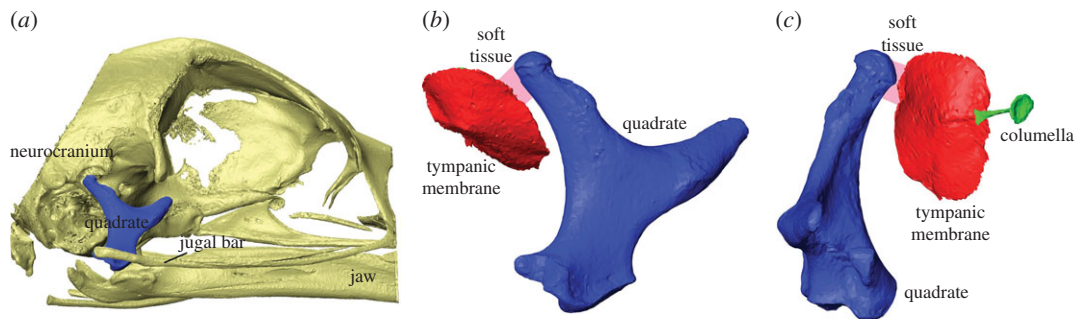 (a)
neurocranium
quadrate
jugal bar
jaw
(b)
soft
tissue
quadrate
tympanic
membrane
(c)
soft
tissue
columella
tympanic
membrane
quadrate